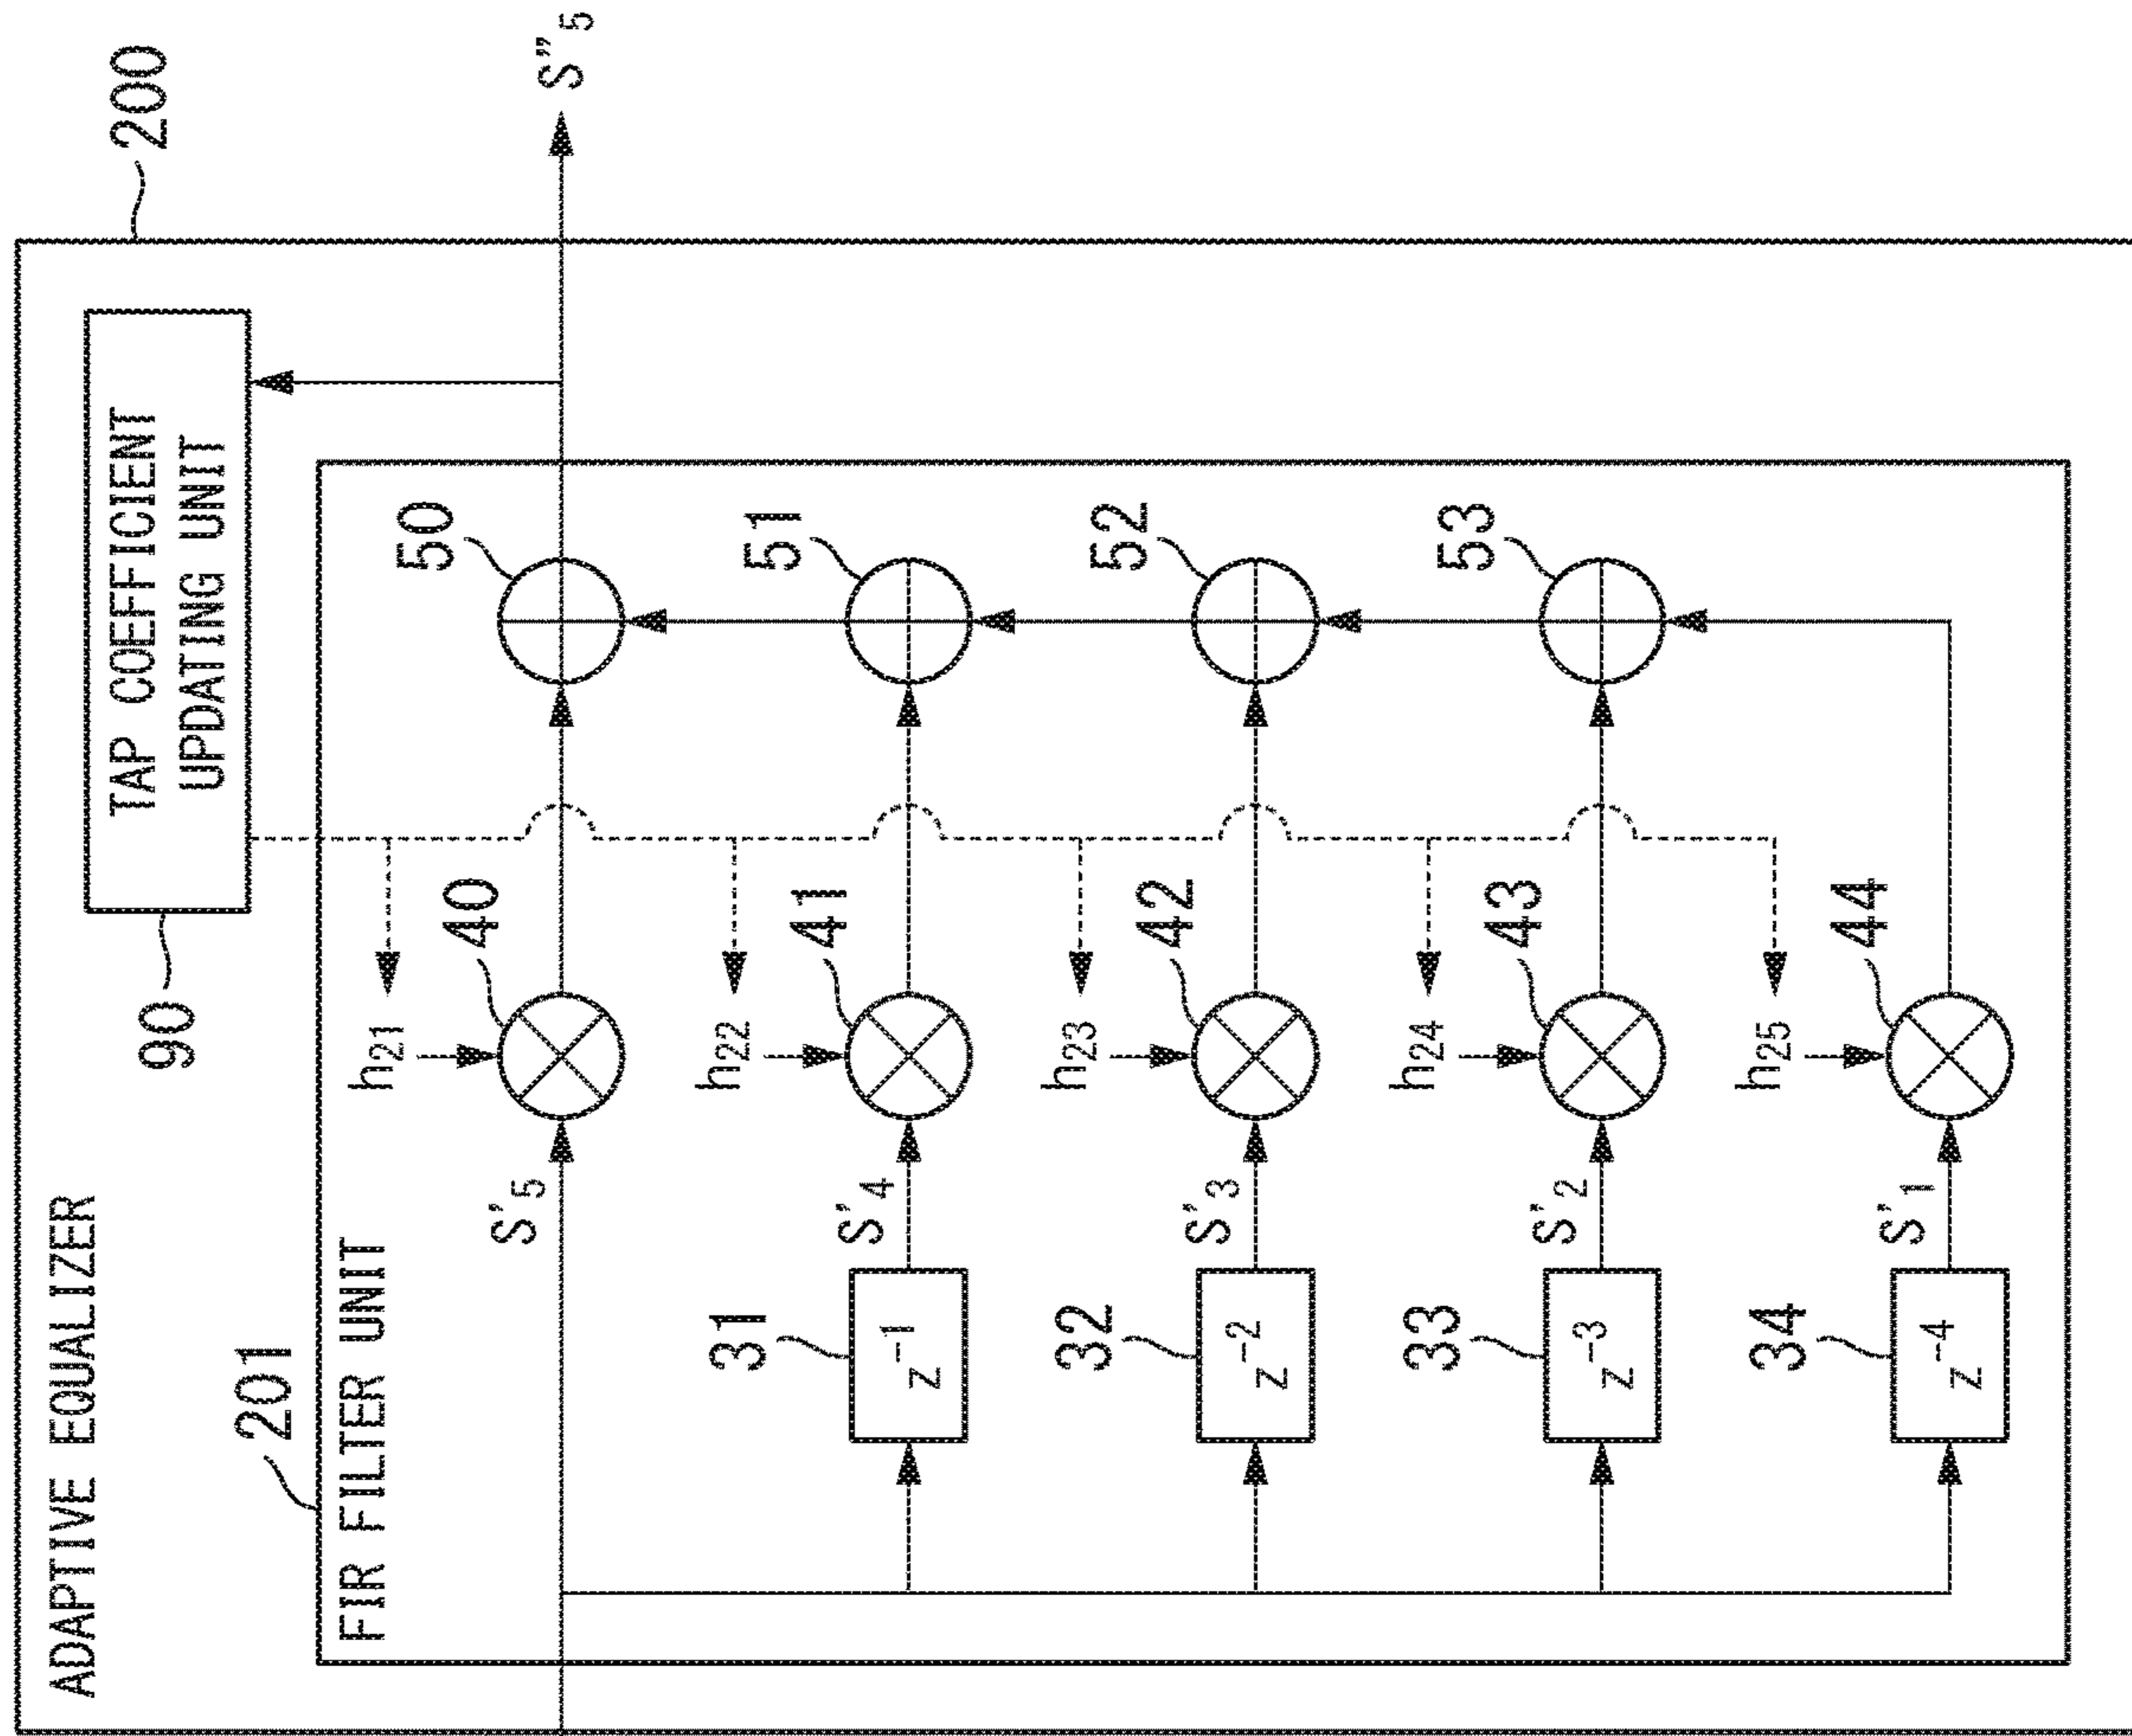 ADAPTIVE EQUALIZER
200
90
TAP COEFFICIENT
UPDATING UNIT
201
FIR FILTER UNIT
S'5
h21
40
50
S"5
31
z-1
S'4
h22
41
51
32
z-2
S'3
h23
42
52
33
z-3
S'2
h24
43
53
34
z-4
S'1
h25
44